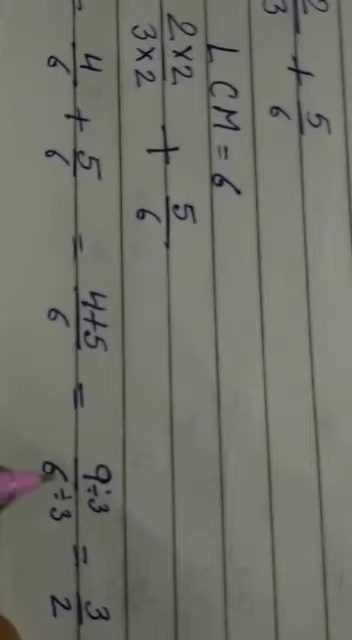 2/3 + 5/6
LCM = 6
2×2/3×2 + 5/6
= 4/6 + 5/6 = 4+5/6 = 9÷3/6÷3 = 3/2